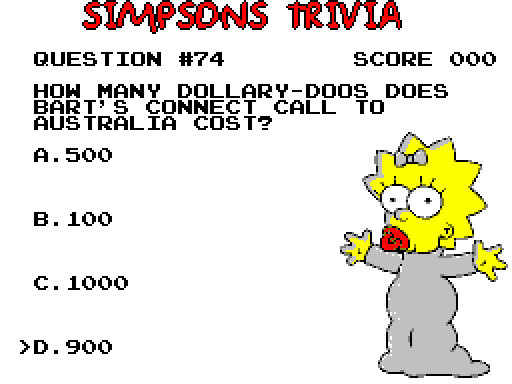 SIMPSONS TRIVIA
QUESTION #74 SCORE 000
HOW MANY DOLLARY-DOOS DOES
BART'S CONNECT CALL TO
AUSTRALIA COST?
A.500
B.100
C.1000
>D.900